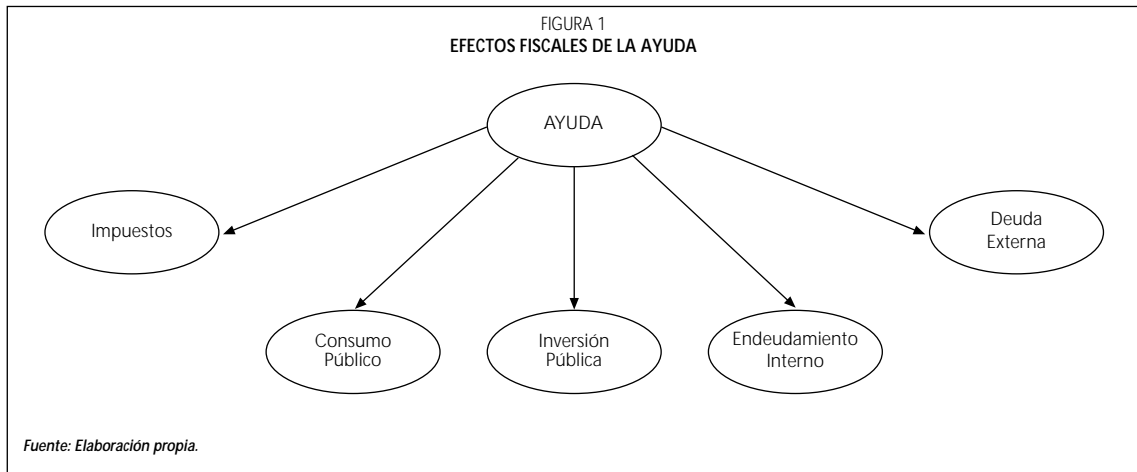 FIGURA 1
EFECTOS FISCALES DE LA AYUDA
AYUDA
Impuestos
Deuda
Externa
Consumo
Público
Inversión
Pública
Endeudamiento
Interno
Fuente: Elaboración propia.